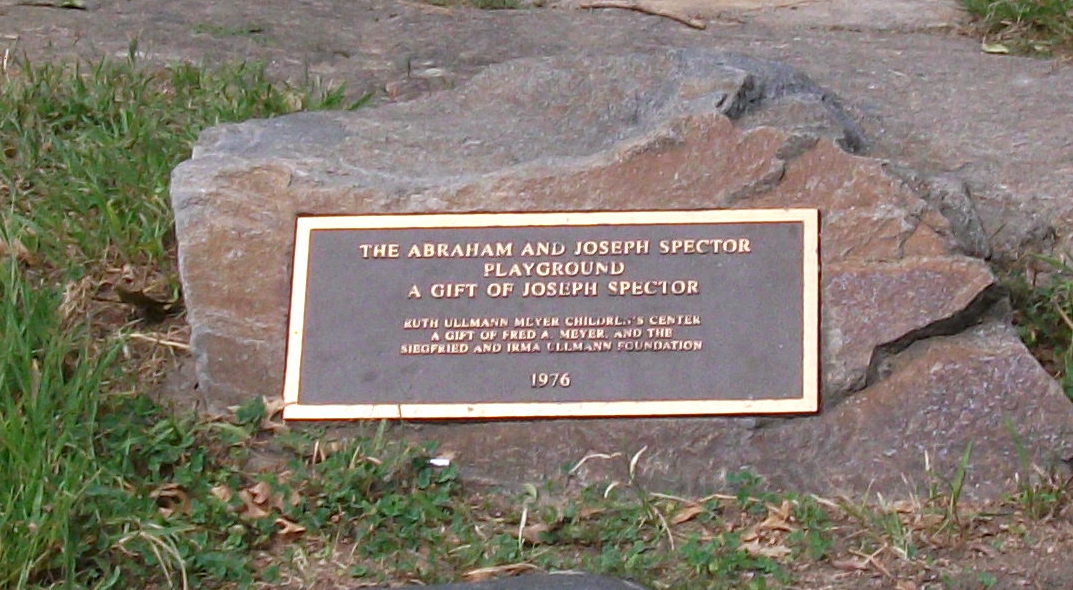 THE ABRAHAM AND JOSEPH SPECTOR
PLAYGROUND
A GIFT OF JOSEPH SPECTOR
RUTH ULLMANN MEYER CHILDREN'S CENTER
A GIFT OF FRED A. MEYER, AND THE
SIEGFRIED AND IRMA ULLMANN FOUNDATION
1976